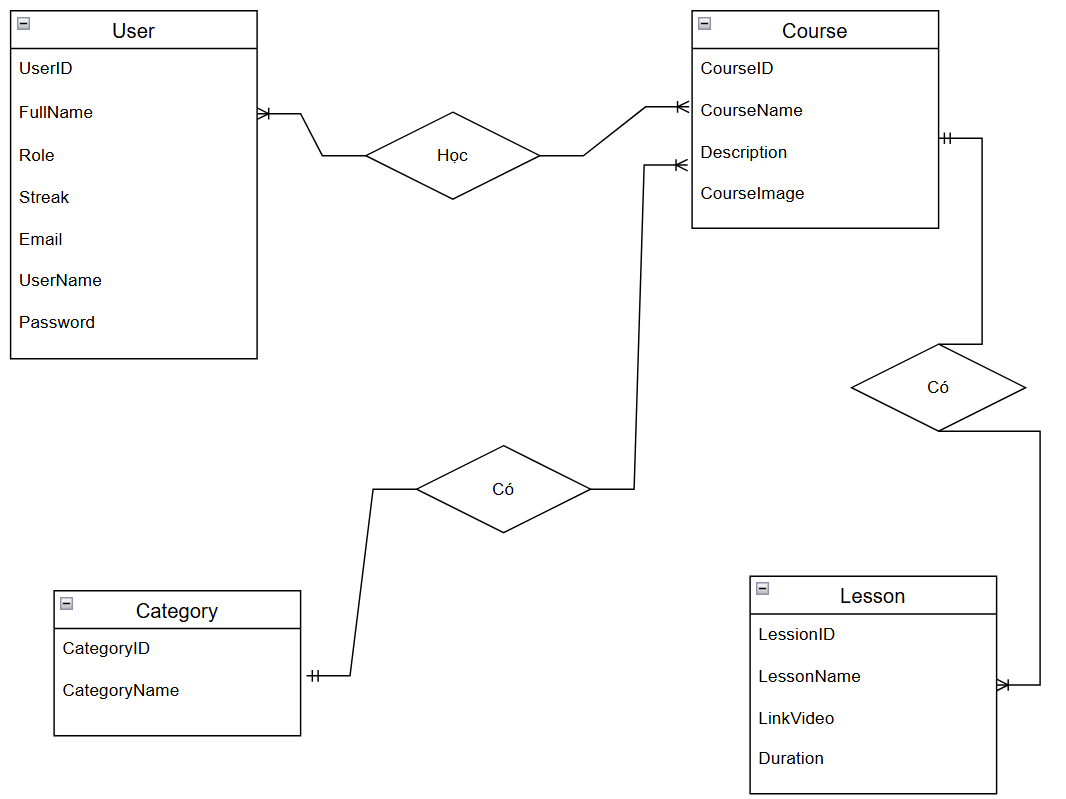 User
UserID
FullName
Role
Streak
Email
UserName
Password
Học
Course
CourseID
CourseName
Description
CourseImage
Có
Có
Category
CategoryID
CategoryName
Lesson
LessionID
LessonName
LinkVideo
Duration